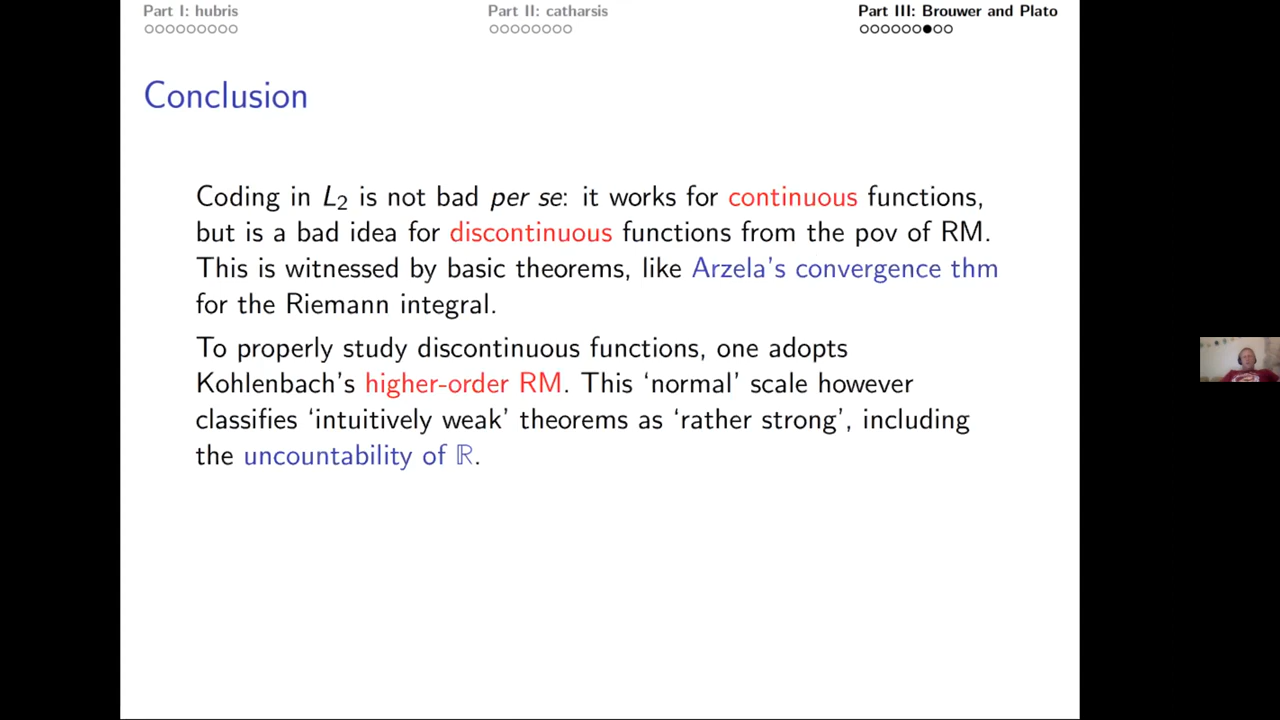 Part I: hubris
Part II: catharsis
Part III: Brouwer and Plato
Conclusion
Coding in L₂ is not bad per se: it works for continuous functions,
but is a bad idea for discontinuous functions from the pov of RM.
This is witnessed by basic theorems, like Arzela's convergence thm
for the Riemann integral.
To properly study discontinuous functions, one adopts
Kohlenbach's higher-order RM. This ‘normal’ scale however
classifies ‘intuitively weak’ theorems as ‘rather strong’, including
the uncountability of ℝ.